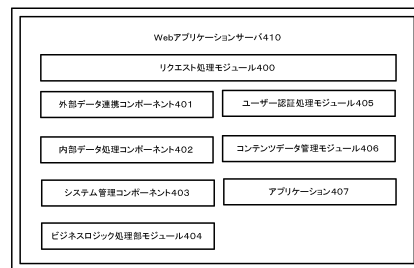 Webアプリケーションサーバ410
リクエスト処理モジュール400
外部データ連携コンポーネント401
ユーザー認証処理モジュール405
内部データ処理コンポーネント402
コンテンツデータ管理モジュール406
システム管理コンポーネント403
アプリケーション407
ビジネスロジック処理部モジュール404